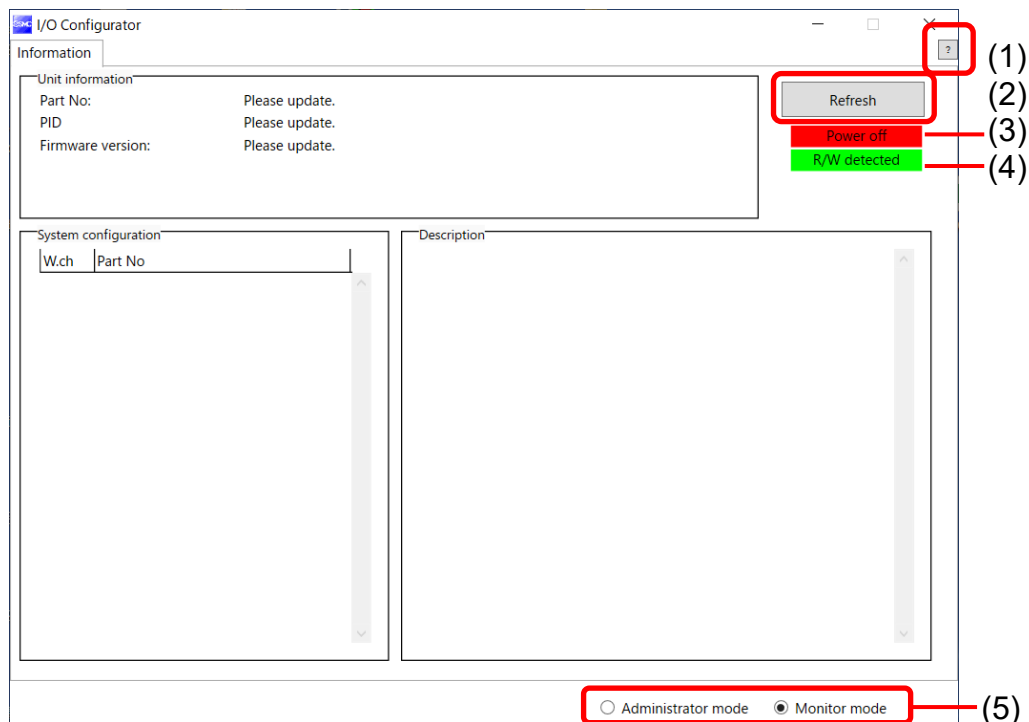 SMC I/O Configurator
Information
?
(1)
Unit information
Part No: Please update.
PID Please update.
Firmware version: Please update.
Refresh
(2)
Power off
(3)
R/W detected
(4)
System configuration
W.ch Part No
Description
Administrator mode Monitor mode
(5)